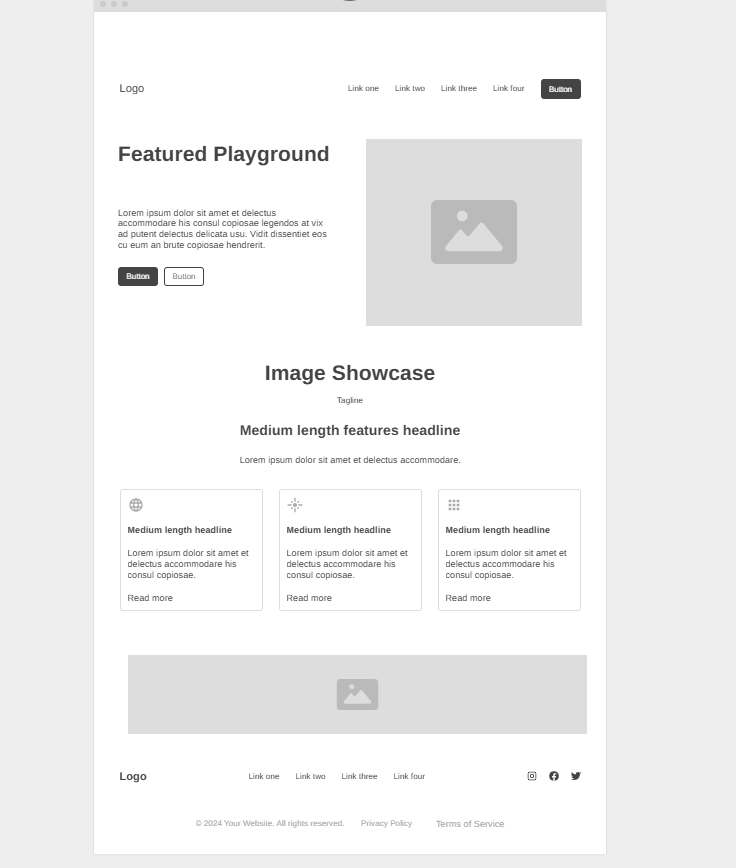 Logo
Link one
Link two
Link three
Link four
Button
Featured Playground
Lorem ipsum dolor sit amet et delectus
accommodare his consul copiosae legendos at vix
ad putent delectus delicata usu. Vidit dissentiet eos
cu eum an brute copiosae hendrerit.
Button
Button
Image Showcase
Tagline
Medium length features headline
Lorem ipsum dolor sit amet et delectus accommodare.
Medium length headline
Lorem ipsum dolor sit amet et
delectus accommodare his
consul copiosae.
Read more
Medium length headline
Lorem ipsum dolor sit amet et
delectus accommodare his
consul copiosae.
Read more
Medium length headline
Lorem ipsum dolor sit amet et
delectus accommodare his
consul copiosae.
Read more
Logo
Link one
Link two
Link three
Link four
© 2024 Your Website. All rights reserved.
Privacy Policy
Terms of Service